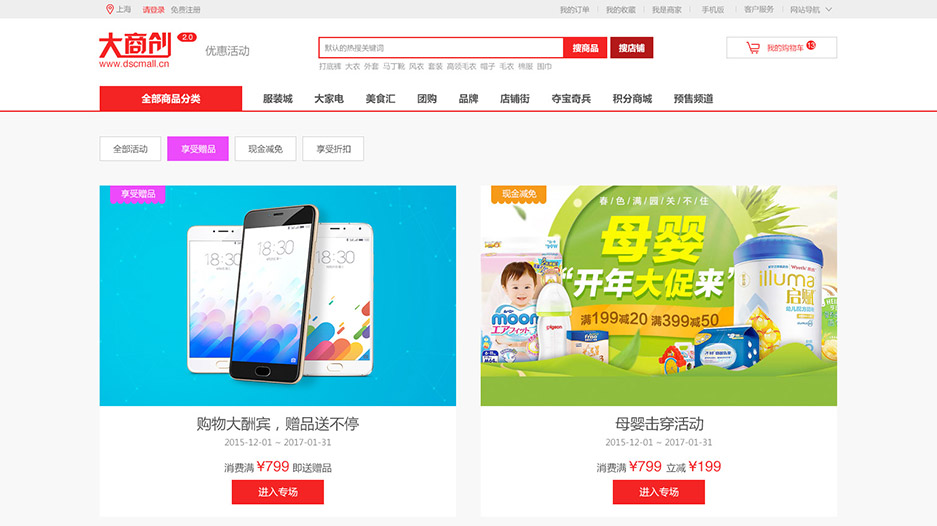 上海 请登录 免费注册 我的订单 我的收藏 我是商家 手机版 客户服务 网站导航
大商创 2.0
www.dscmall.cn
优惠活动
默认的热搜关键词 搜商品 搜店铺
我的购物车 13
打底裤 大衣 外套 马丁靴 风衣 套装 高领毛衣 帽子 毛衣 棉服 围巾
全部商品分类 服装城 大家电 美食汇 团购 品牌 店铺街 夺宝奇兵 积分商城 预售频道
全部活动 享受赠品 现金减免 享受折扣
享受赠品
18:30
18:30
18:30
购物大酬宾，赠品送不停
2015-12-01 ~ 2017-01-31
消费满 ¥799 即送赠品
进入专场
现金减免
春色满园关不住
母婴
“开年大促来”
满199减20 满399减50
moony
エアフィット
pigeon
Wyeth
illuma
启赋
母婴击穿活动
2015-12-01 ~ 2017-01-31
消费满 ¥799 立减 ¥199
进入专场